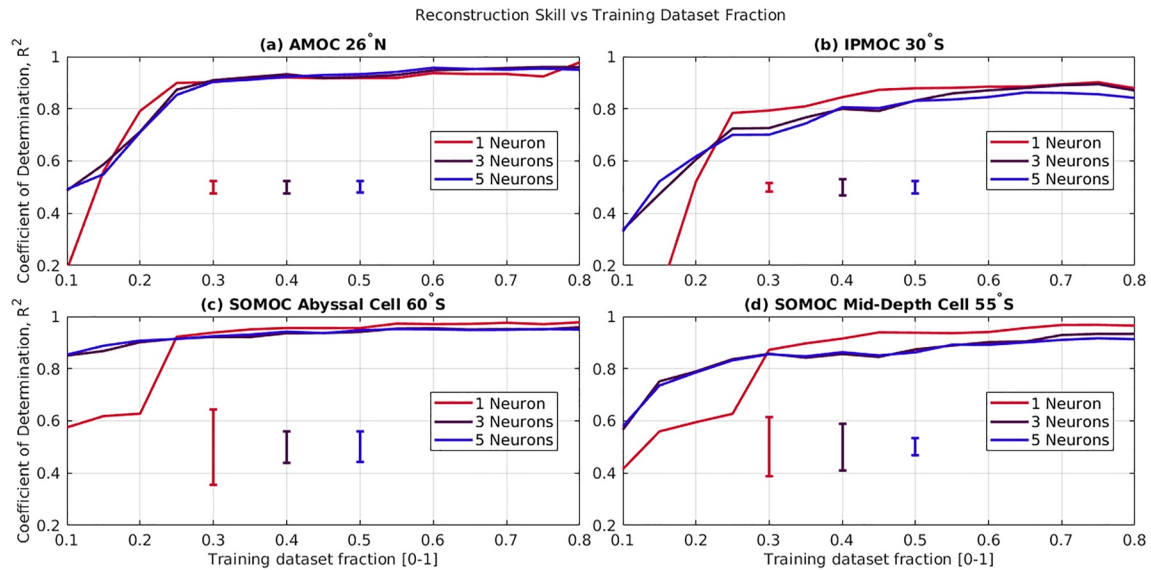 Reconstruction Skill vs Training Dataset Fraction
(a) AMOC 26°N
Coefficient of Determination, R²
1
0.8
0.6
0.4
0.2
0.1 0.2 0.3 0.4 0.5 0.6 0.7 0.8
1 Neuron
3 Neurons
5 Neurons
(b) IPMOC 30°S
1
0.8
0.6
0.4
0.2
0.1 0.2 0.3 0.4 0.5 0.6 0.7 0.8
1 Neuron
3 Neurons
5 Neurons
(c) SOMOC Abyssal Cell 60°S
Coefficient of Determination, R²
1
0.8
0.6
0.4
0.2
0.1 0.2 0.3 0.4 0.5 0.6 0.7 0.8
Training dataset fraction [0-1]
1 Neuron
3 Neurons
5 Neurons
(d) SOMOC Mid-Depth Cell 55°S
1
0.8
0.6
0.4
0.2
0.1 0.2 0.3 0.4 0.5 0.6 0.7 0.8
Training dataset fraction [0-1]
1 Neuron
3 Neurons
5 Neurons